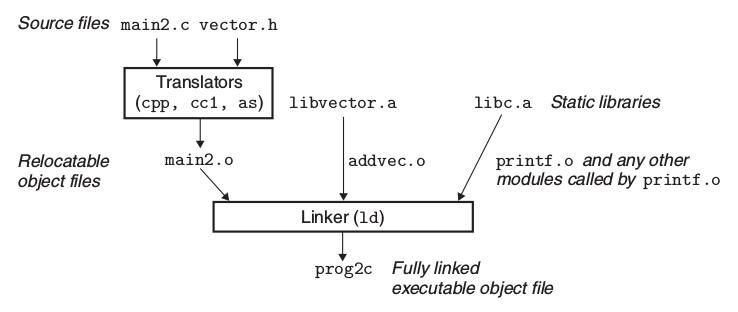 Source files main2.c vector.h
Translators
(cpp, cc1, as)
libvector.a
libc.a Static libraries
Relocatable
object files
main2.o
addvec.o
printf.o and any other
modules called by printf.o
Linker (ld)
prog2c
Fully linked
executable object file